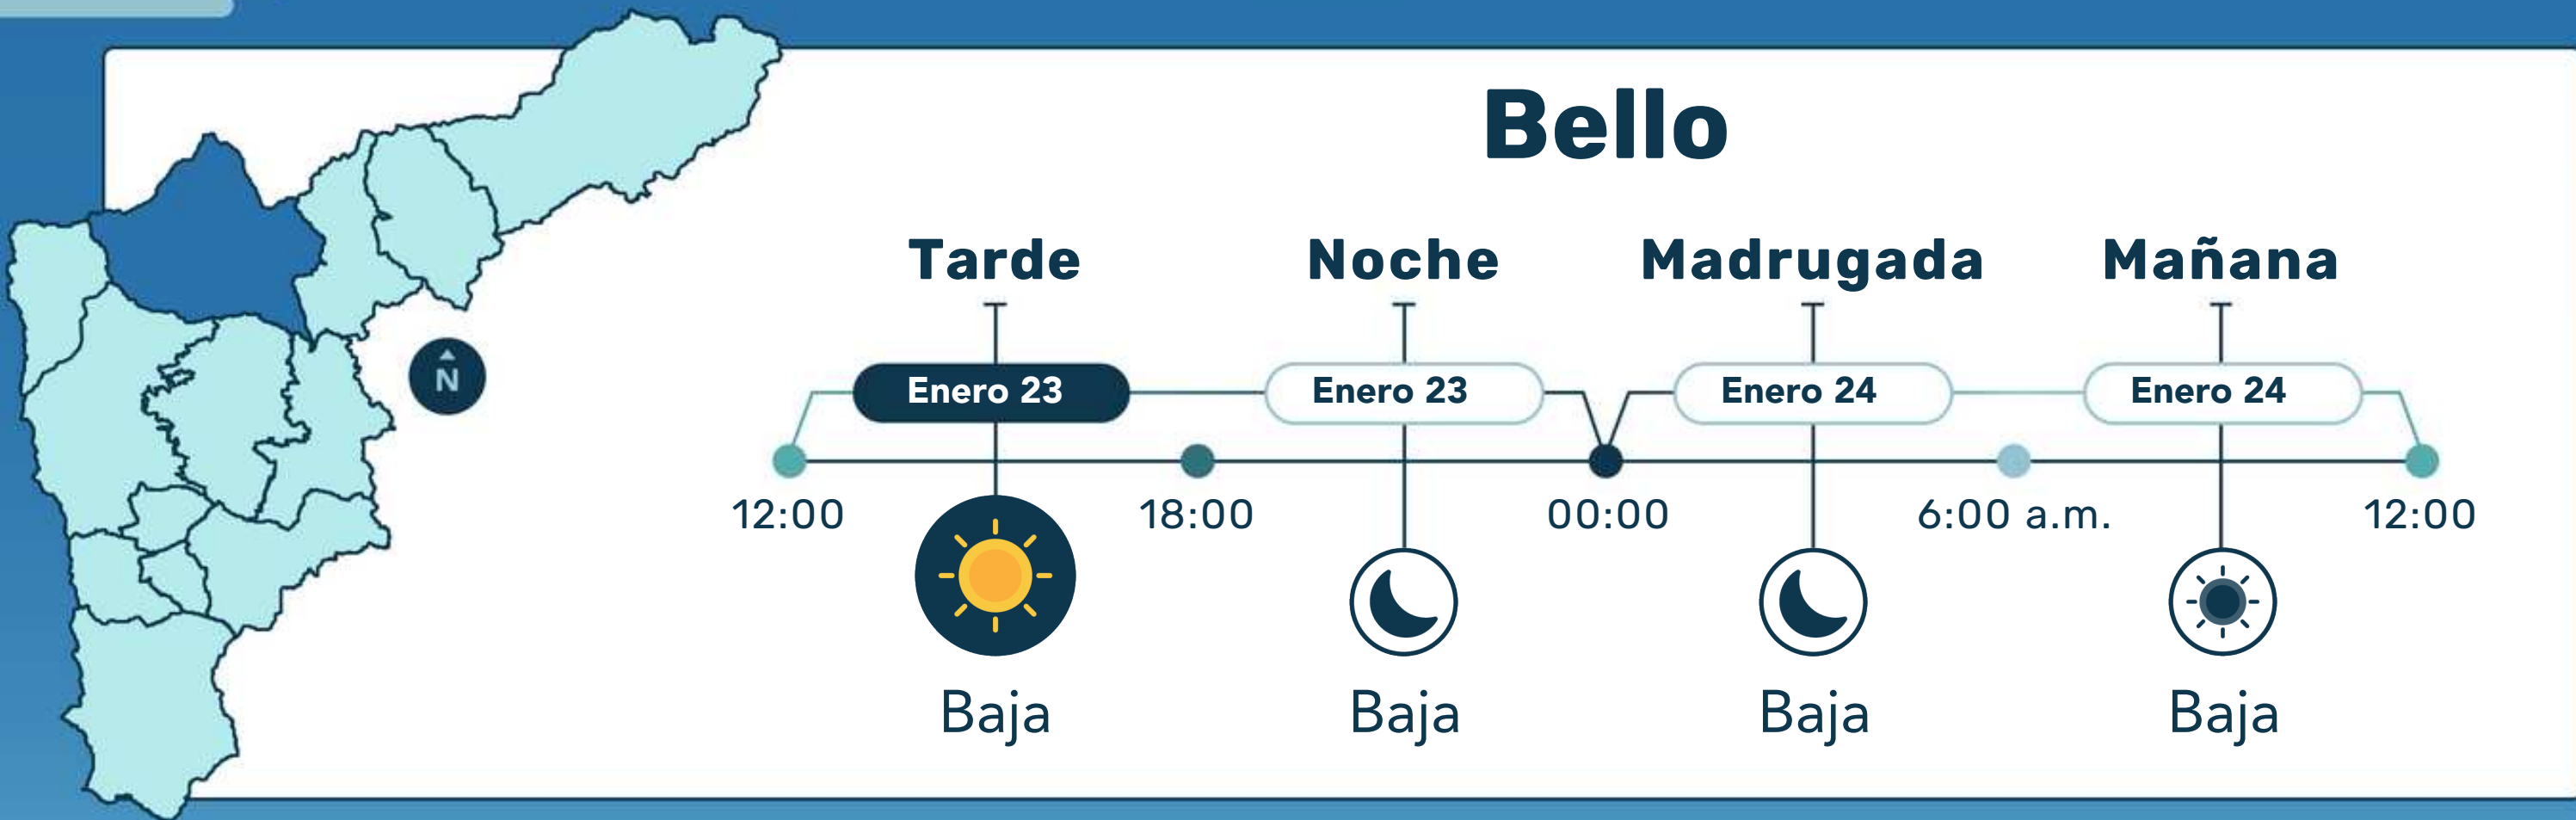 Bello
Tarde Noche Madrugada Mañana
Enero 23 Enero 23 Enero 24 Enero 24
N
12:00 18:00 00:00 6:00 a.m. 12:00
Baja Baja Baja Baja